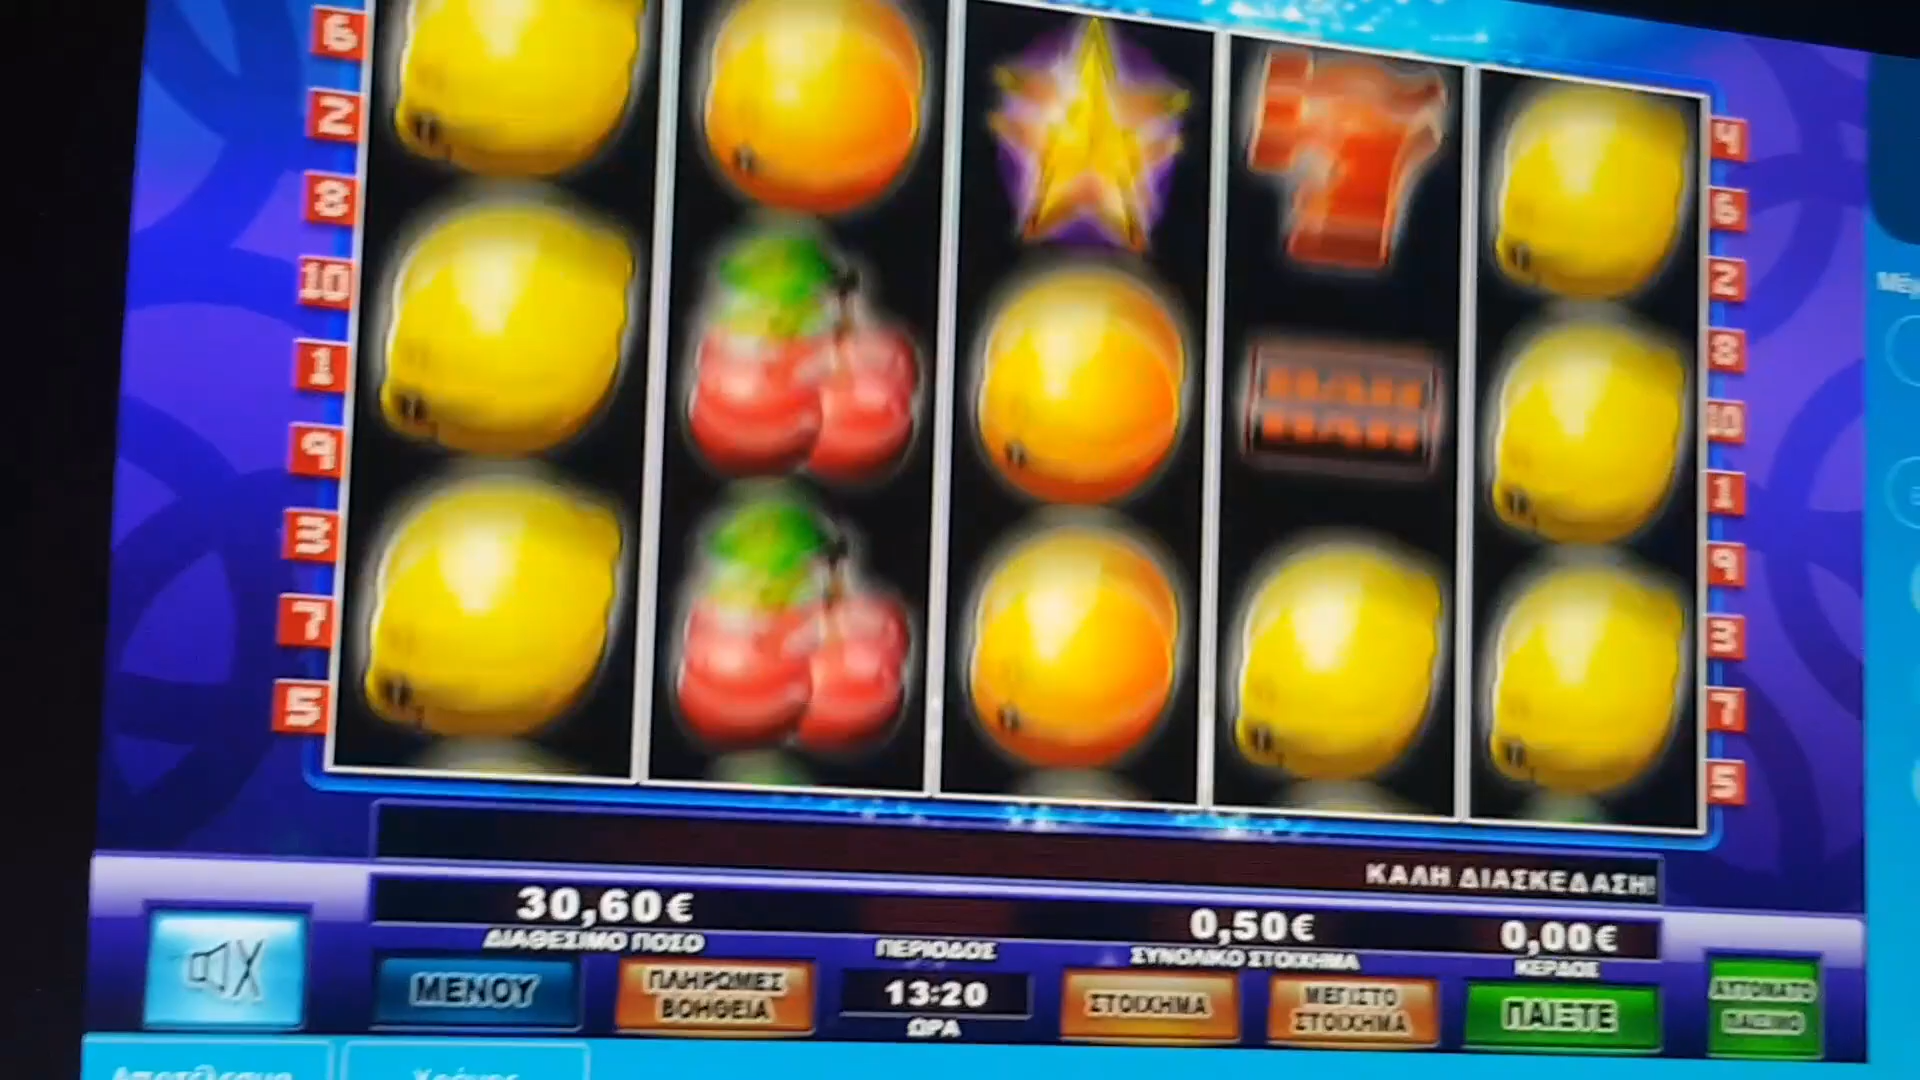 6
2
8
10
1
9
3
7
5
4
6
2
8
10
1
9
3
7
5
ΚΑΛΗ ΔΙΑΣΚΕΔΑΣΗ!
30,60€
0,50€
0,00€
ΔΙΑΘΕΣΙΜΟ ΠΟΣΟ
ΠΕΡΙΟΔΟΣ
ΣΥΝΟΛΙΚΟ ΣΤΟΙΧΗΜΑ
ΚΕΡΔΟΣ
ΜΕΝΟΥ
ΠΛΗΡΩΜΕΣ
ΒΟΗΘΕΙΑ
13:20
ΩΡΑ
ΣΤΟΙΧΗΜΑ
ΜΕΓΙΣΤΟ
ΣΤΟΙΧΗΜΑ
ΠΑΙΞΤΕ
ΑΥΤΟΜΑΤΟ
ΠΑΙΧΝΙΔΙ